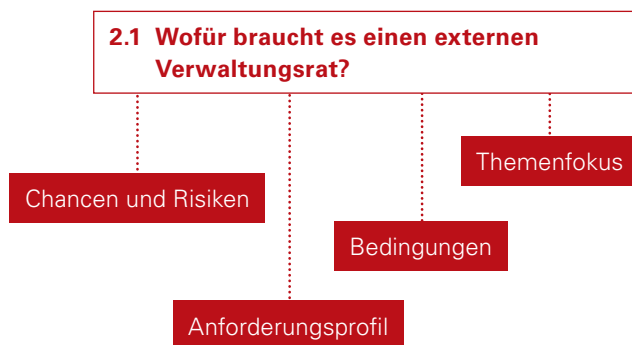 2.1 Wofür braucht es einen externen
Verwaltungsrat?
Themenfokus
Chancen und Risiken
Bedingungen
Anforderungsprofil